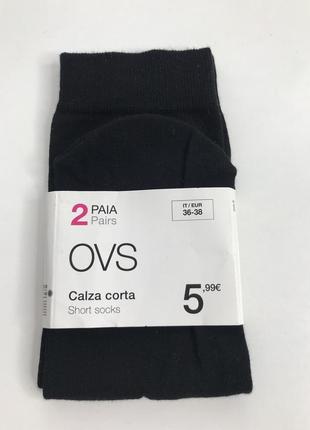 2 PAIA
Pairs
IT / EUR
36-38
OVS
Calza corta
Short socks
5,99€